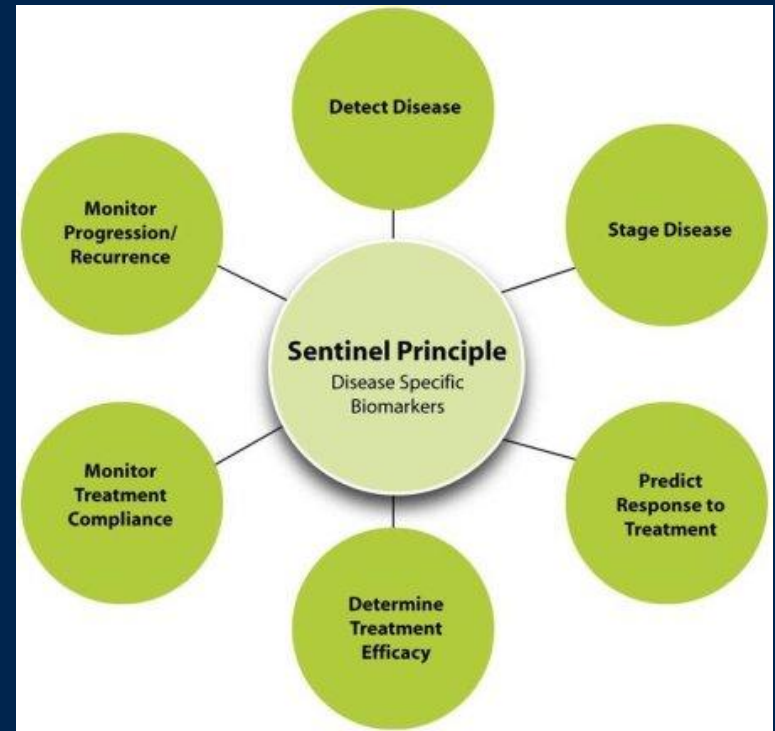 Detect Disease
Stage Disease
Predict
Response to
Treatment
Determine
Treatment
Efficacy
Monitor
Treatment
Compliance
Monitor
Progression/
Recurrence
Sentinel Principle
Disease Specific
Biomarkers